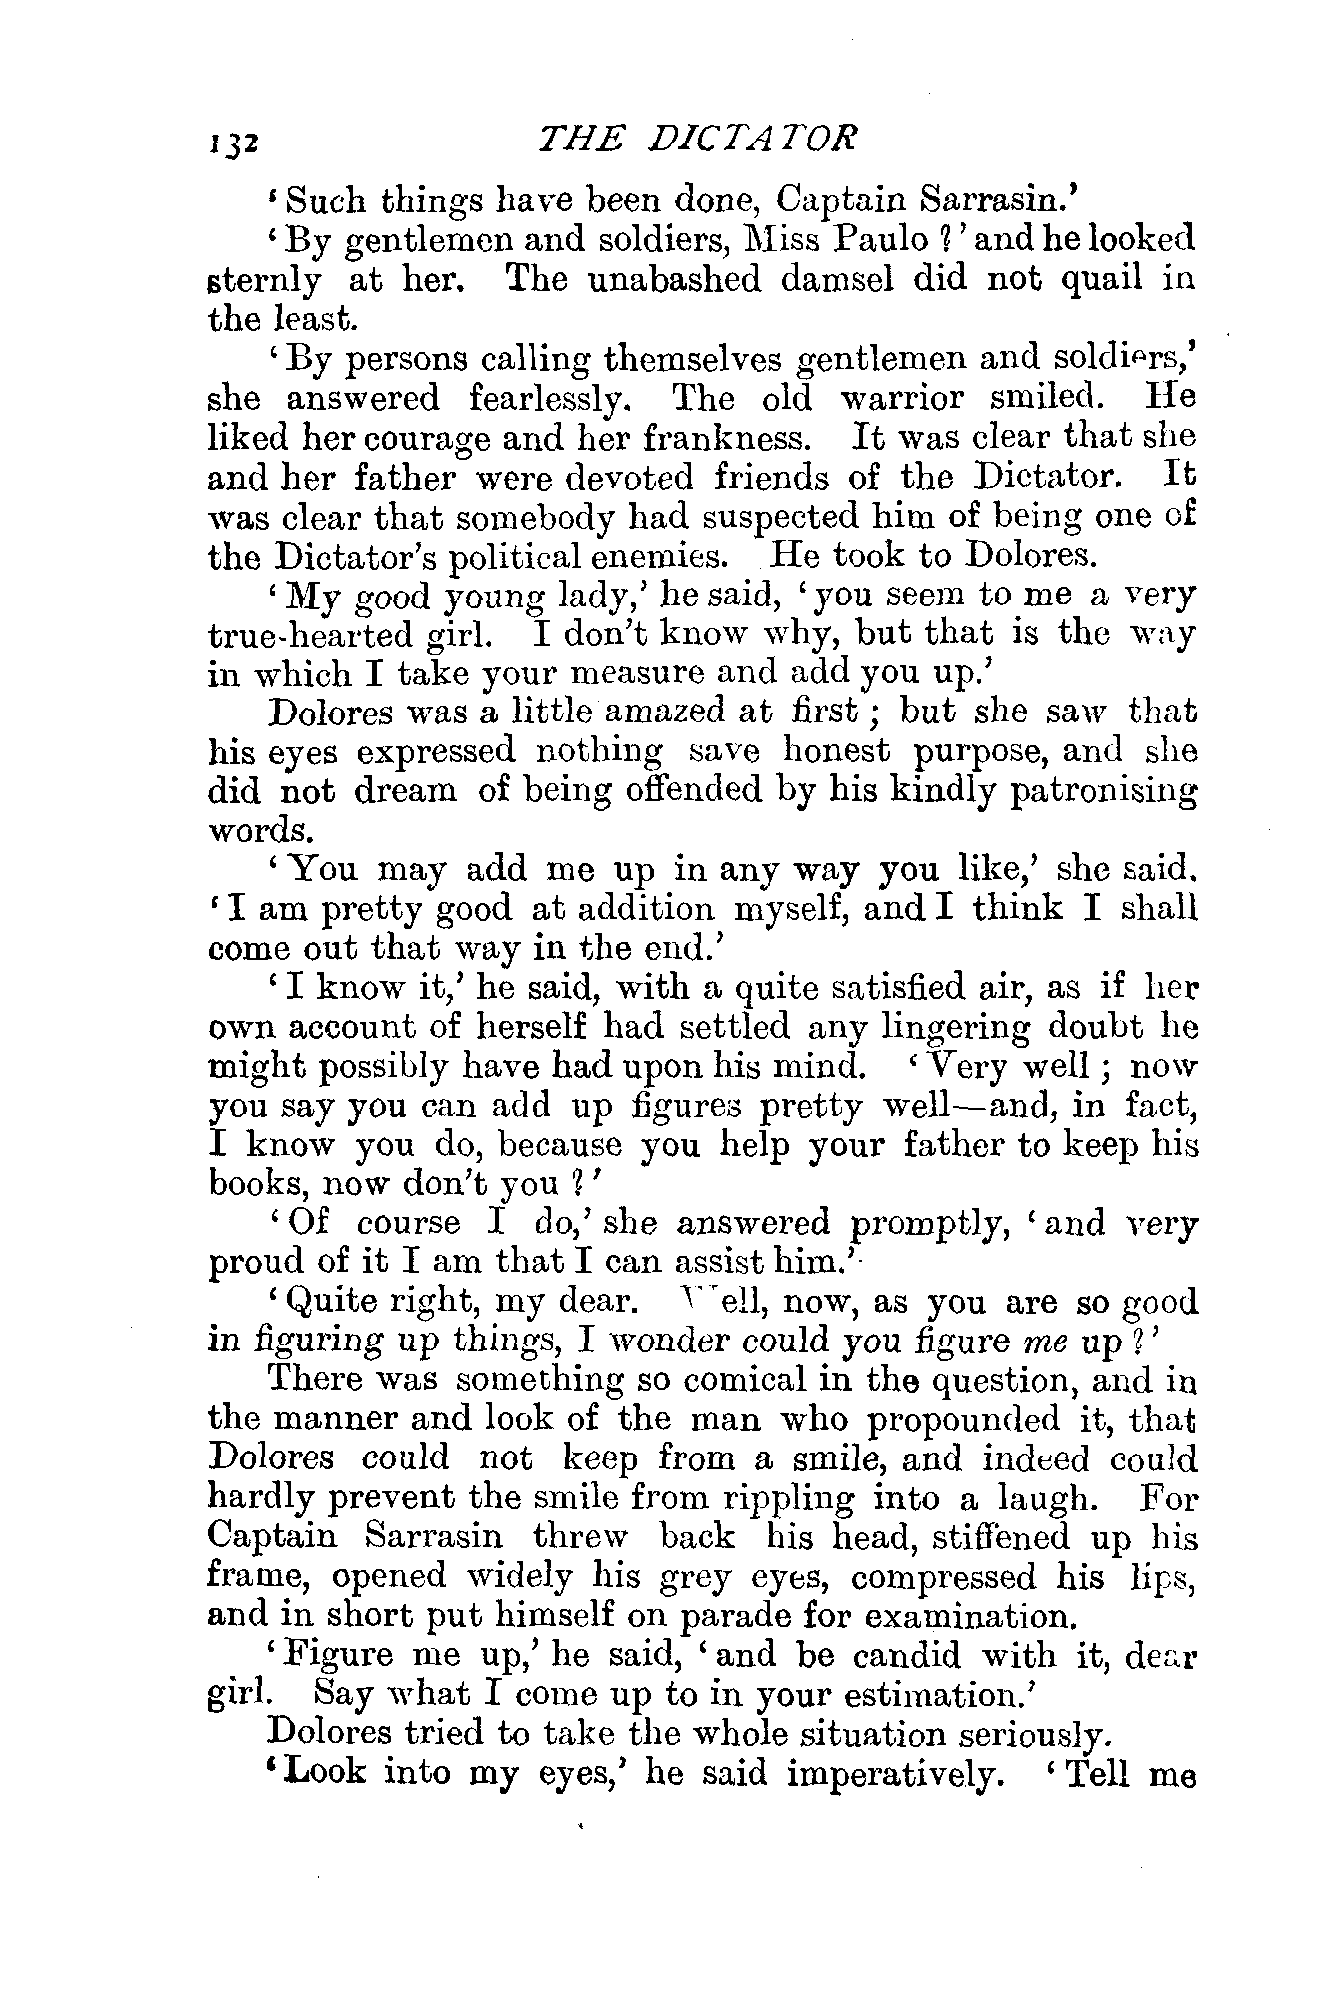 132 THE DICTATOR
‘Such things have been done, Captain Sarrasin.’
‘By gentlemen and soldiers, Miss Paulo?’ and he looked
sternly at her. The unabashed damsel did not quail in
the least.
‘By persons calling themselves gentlemen and soldiers,’
she answered fearlessly. The old warrior smiled. He
liked her courage and her frankness. It was clear that she
and her father were devoted friends of the Dictator. It
was clear that somebody had suspected him of being one of
the Dictator’s political enemies. He took to Dolores.
‘My good young lady,’ he said, ‘you seem to me a very
true-hearted girl. I don’t know why, but that is the way
in which I take your measure and add you up.’
Dolores was a little amazed at first; but she saw that
his eyes expressed nothing save honest purpose, and she
did not dream of being offended by his kindly patronising
words.
‘You may add me up in any way you like,’ she said.
‘I am pretty good at addition myself, and I think I shall
come out that way in the end.’
‘I know it,’ he said, with a quite satisfied air, as if her
own account of herself had settled any lingering doubt he
might possibly have had upon his mind. ‘Very well; now
you say you can add up figures pretty well—and, in fact,
I know you do, because you help your father to keep his
books, now don’t you?’
‘Of course I do,’ she answered promptly, ‘and very
proud of it I am that I can assist him.’
‘Quite right, my dear. Well, now, as you are so good
in figuring up things, I wonder could you figure me up?’
There was something so comical in the question, and in
the manner and look of the man who propounded it, that
Dolores could not keep from a smile, and indeed could
hardly prevent the smile from rippling into a laugh. For
Captain Sarrasin threw back his head, stiffened up his
frame, opened widely his grey eyes, compressed his lips,
and in short put himself on parade for examination.
‘Figure me up,’ he said, ‘and be candid with it, dear
girl. Say what I come up to in your estimation.’
Dolores tried to take the whole situation seriously.
‘Look into my eyes,’ he said imperatively. ‘Tell me